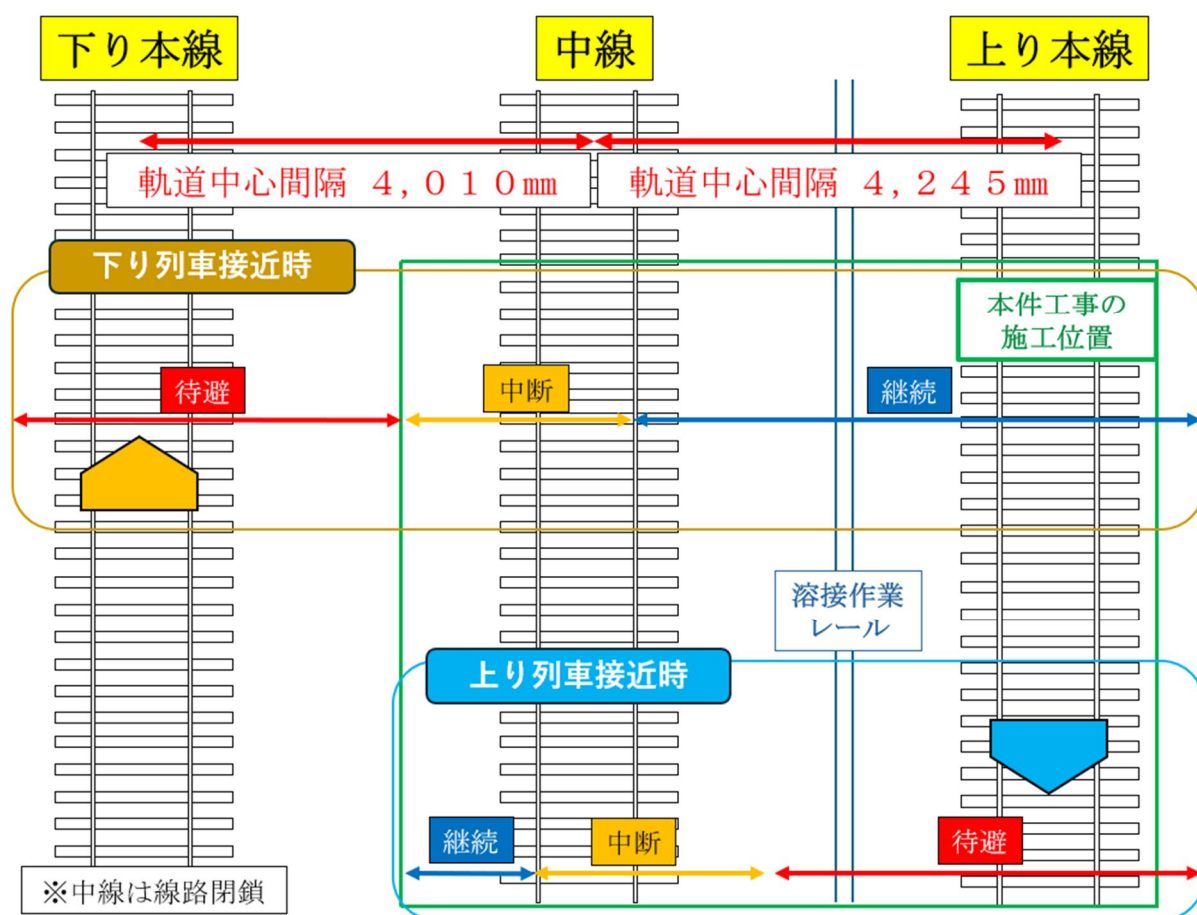 下り本線
中線
上り本線
軌道中心間隔 4,010㎜
軌道中心間隔 4,245㎜
下り列車接近時
本件工事の
施工位置
待避
中断
継続
溶接作業
レール
上り列車接近時
継続
中断
待避
※中線は線路閉鎖